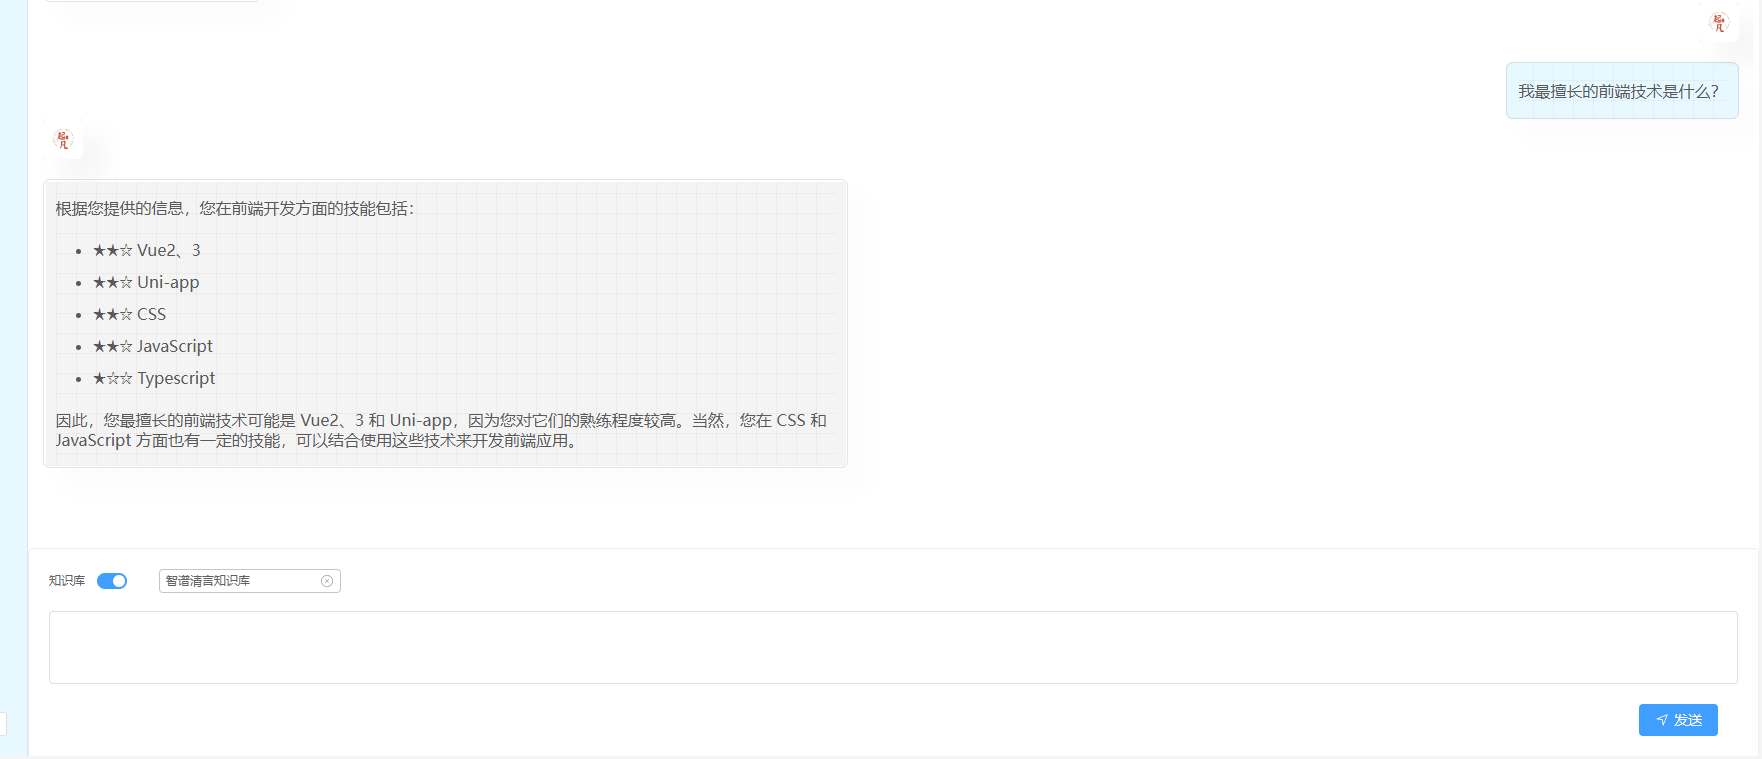 起凡
我最擅长的前端技术是什么？
起凡
根据您提供的信息，您在前端开发方面的技能包括：
• ★★☆ Vue2、3
• ★★☆ Uni-app
• ★★☆ CSS
• ★★☆ JavaScript
• ★☆☆ Typescript
因此，您最擅长的前端技术可能是 Vue2、3 和 Uni-app，因为您对它们的熟练程度较高。当然，您在 CSS 和
JavaScript 方面也有一定的技能，可以结合使用这些技术来开发前端应用。
知识库
智谱清言知识库
发送